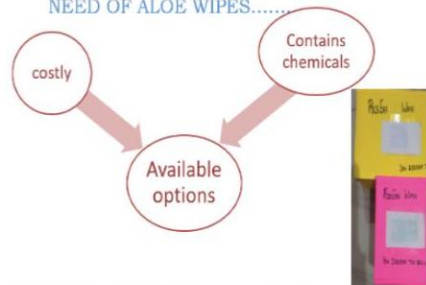 NEED OF ALOE WIPES.......
costly
Contains
chemicals
Available
options